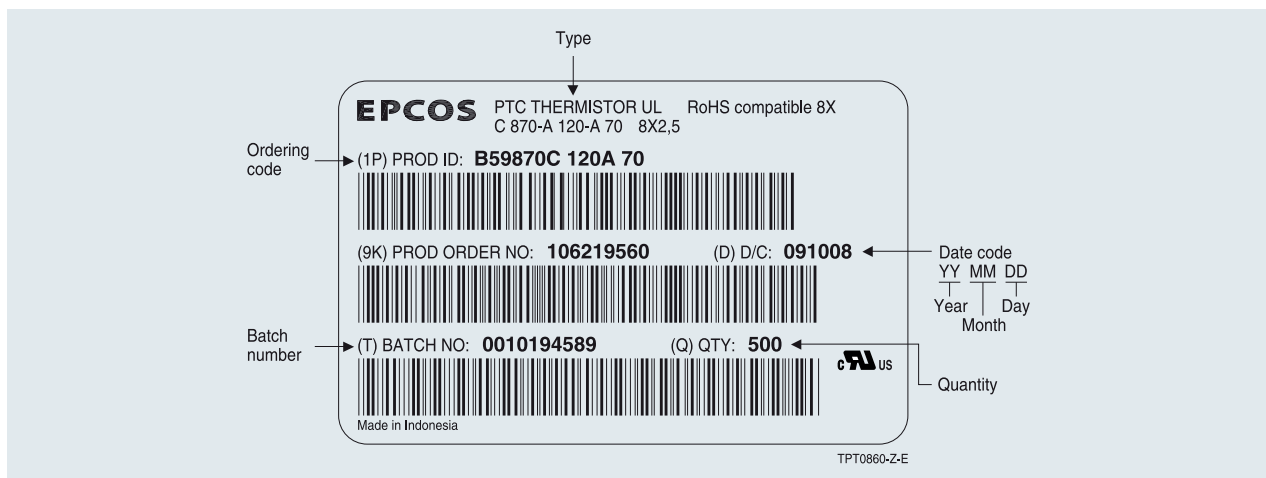 Type
EPCOS PTC THERMISTOR UL RoHS compatible 8X
C 870-A 120-A 70 8X2,5
Ordering code
(1P) PROD ID: B59870C 120A 70
(9K) PROD ORDER NO: 106219560 (D) D/C: 091008
Date code
YY MM DD
Year Day
Month
Batch number
(T) BATCH NO: 0010194589 (Q) QTY: 500
c RU US
Quantity
Made in Indonesia
TPT0860-Z-E